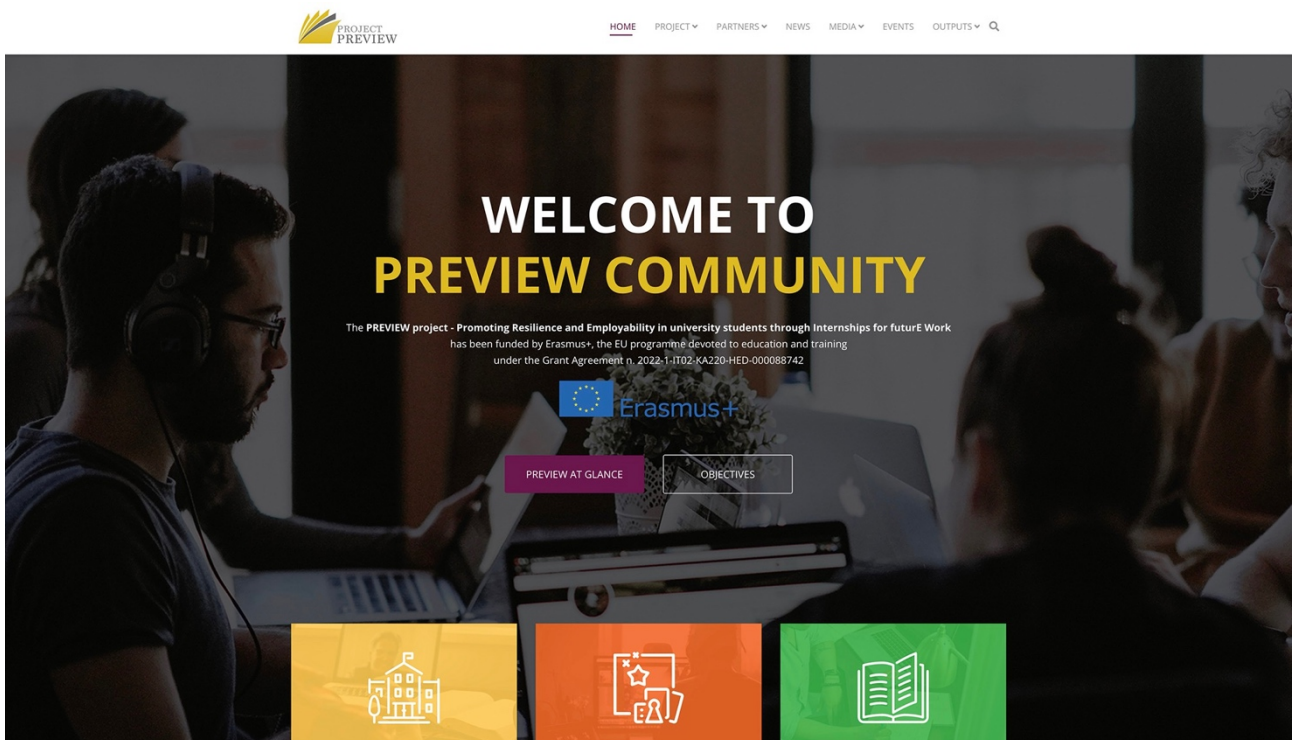 PROJECT
PREVIEW
HOME PROJECT PARTNERS NEWS MEDIA EVENTS OUTPUTS
WELCOME TO
PREVIEW COMMUNITY
The PREVIEW project - Promoting Resilience and Employability in university students through Internships for futurE Work
has been funded by Erasmus+, the EU programme devoted to education and training
under the Grant Agreement n. 2022-1-IT02-KA220-HED-000088742
Erasmus+
PREVIEW AT GLANCE OBJECTIVES